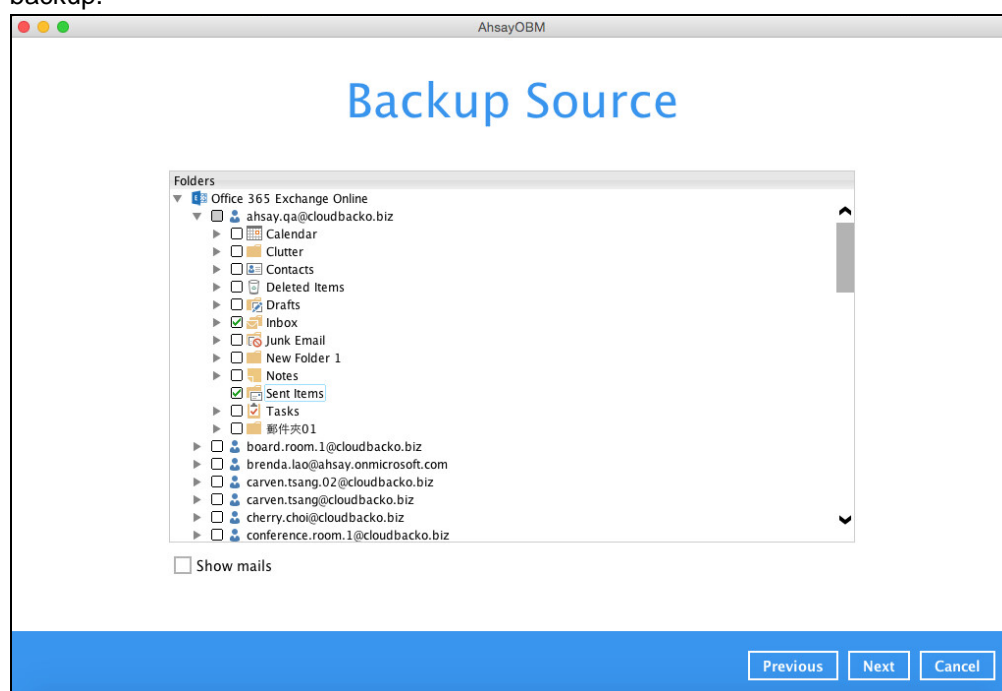 backup.
AhsayOBM
Backup Source
Folders
Office 365 Exchange Online
ahsay.qa@cloudbacko.biz
Calendar
Clutter
Contacts
Deleted Items
Drafts
Inbox
Junk Email
New Folder 1
Notes
Sent Items
Tasks
郵件夾01
board.room.1@cloudbacko.biz
brenda.lao@ahsay.onmicrosoft.com
carven.tsang.02@cloudbacko.biz
carven.tsang@cloudbacko.biz
cherry.choi@cloudbacko.biz
conference.room.1@cloudbacko.biz
Show mails
Previous Next Cancel